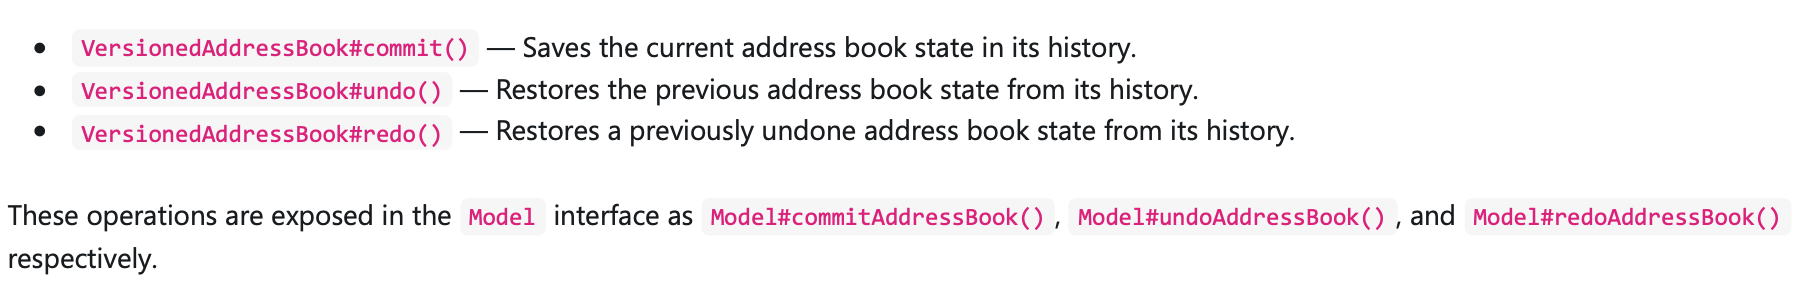 • VersionedAddressBook#commit() — Saves the current address book state in its history.
• VersionedAddressBook#undo() — Restores the previous address book state from its history.
• VersionedAddressBook#redo() — Restores a previously undone address book state from its history.
These operations are exposed in the Model interface as Model#commitAddressBook(), Model#undoAddressBook(), and Model#redoAddressBook()
respectively.